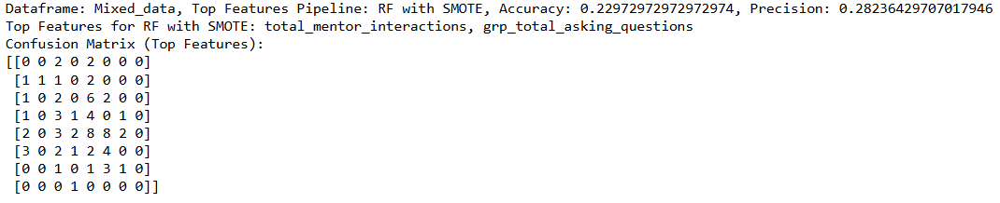 Dataframe: Mixed_data, Top Features Pipeline: RF with SMOTE, Accuracy: 0.22972972972972974, Precision: 0.28236429707017946
Top Features for RF with SMOTE: total_mentor_interactions, grp_total_asking_questions
Confusion Matrix (Top Features):
[[0 0 2 0 2 0 0 0]
 [1 1 1 0 2 0 0 0]
 [1 0 2 0 6 2 0 0]
 [1 0 3 1 4 0 1 0]
 [2 0 3 2 8 8 2 0]
 [3 0 2 1 2 4 0 0]
 [0 0 1 0 1 3 1 0]
 [0 0 0 1 0 0 0 0]]